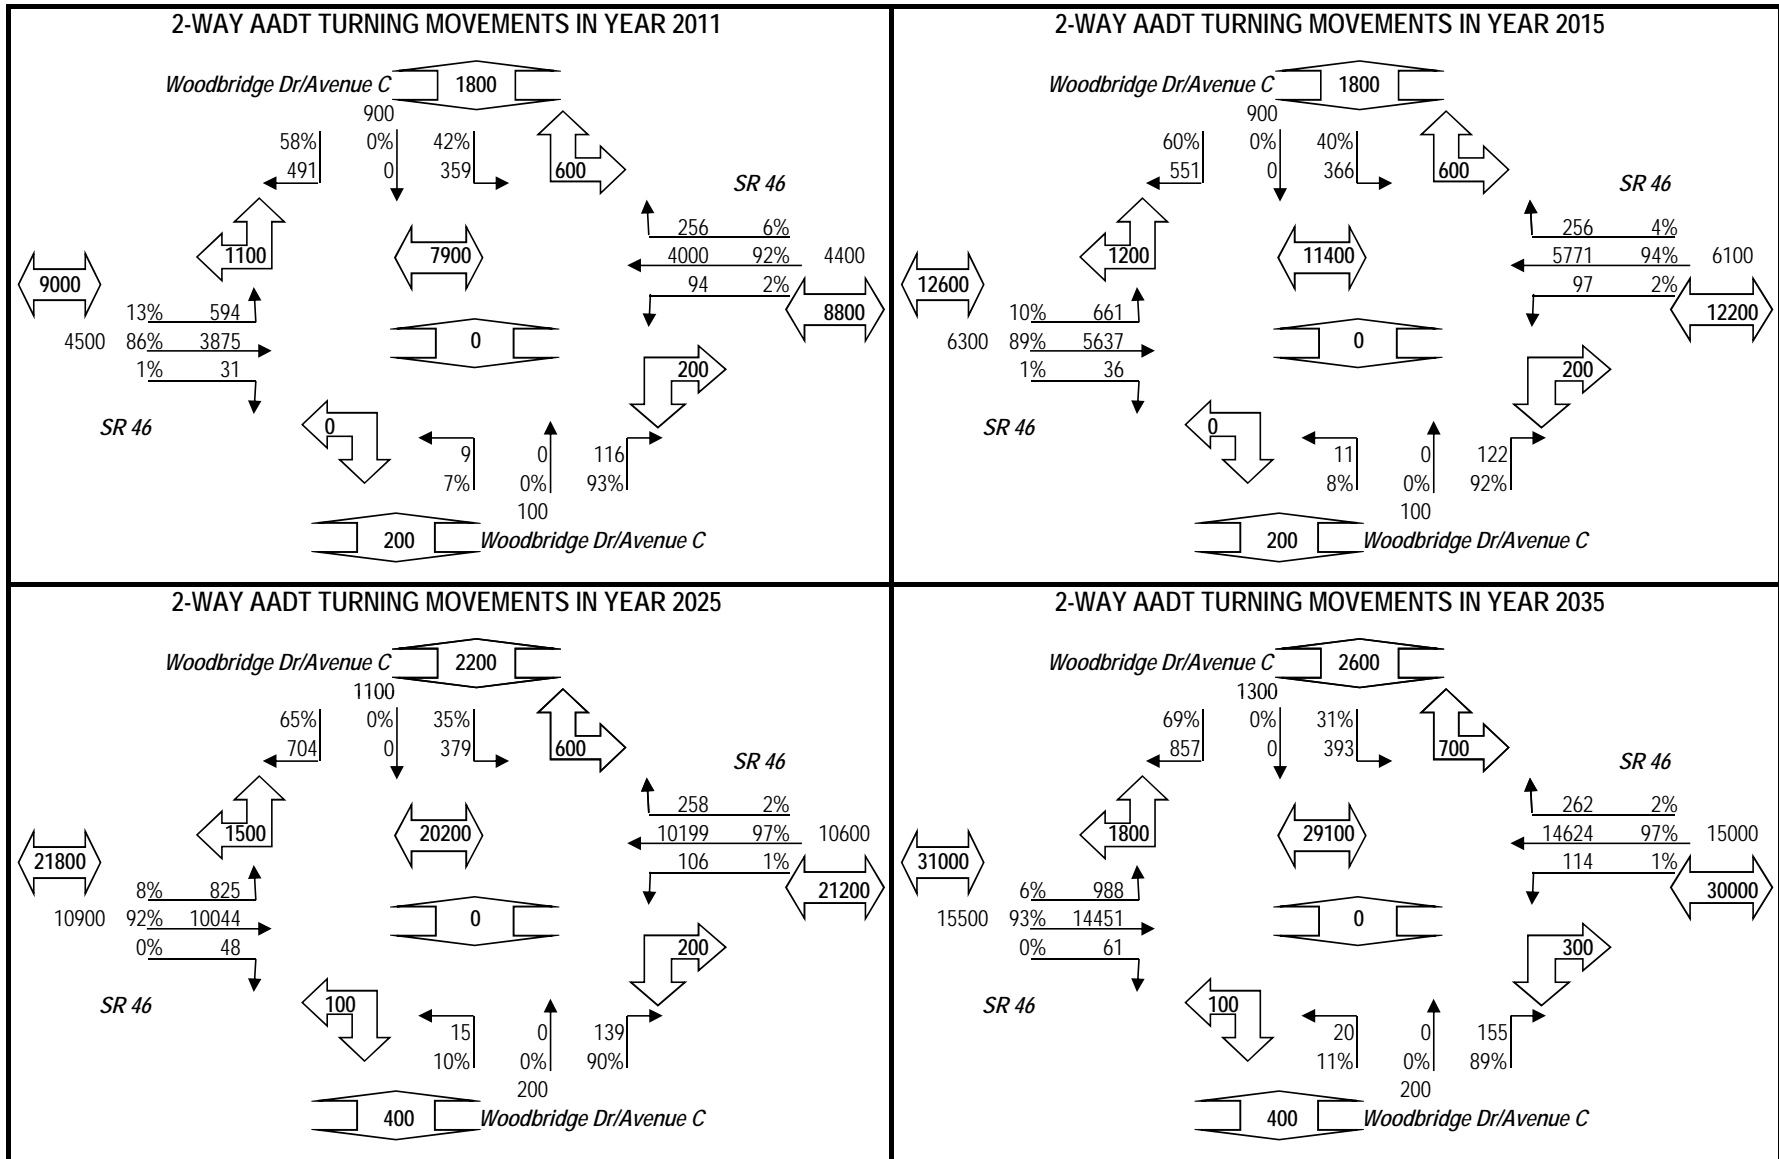 2-WAY AADT TURNING MOVEMENTS IN YEAR 2011
Woodbridge Dr/Avenue C 1800
900
58% 0% 42%
491 0 359 600
SR 46
256 6%
1100 7900 4000 92% 4400
9000 94 2%
13% 594 8800
4500 86% 3875 0
1% 31 200
SR 46 0
9 0 116
7% 0% 93%
100
200 Woodbridge Dr/Avenue C
2-WAY AADT TURNING MOVEMENTS IN YEAR 2015
Woodbridge Dr/Avenue C 1800
900
60% 0% 40%
551 0 366 600
SR 46
256 4%
1200 11400 5771 94% 6100
12600 97 2%
10% 661 12200
6300 89% 5637 0
1% 36 200
SR 46 0
11 0 122
8% 0% 92%
100
200 Woodbridge Dr/Avenue C
2-WAY AADT TURNING MOVEMENTS IN YEAR 2025
Woodbridge Dr/Avenue C 2200
1100
65% 0% 35%
704 0 379 600
SR 46
258 2%
1500 20200 10199 97% 10600
21800 106 1%
8% 825 21200
10900 92% 10044 0
0% 48 200
SR 46 100
15 0 139
10% 0% 90%
200
400 Woodbridge Dr/Avenue C
2-WAY AADT TURNING MOVEMENTS IN YEAR 2035
Woodbridge Dr/Avenue C 2600
1300
69% 0% 31%
857 0 393 700
SR 46
262 2%
1800 29100 14624 97% 15000
31000 114 1%
6% 988 30000
15500 93% 14451 0
0% 61 300
SR 46 100
20 0 155
11% 0% 89%
200
400 Woodbridge Dr/Avenue C